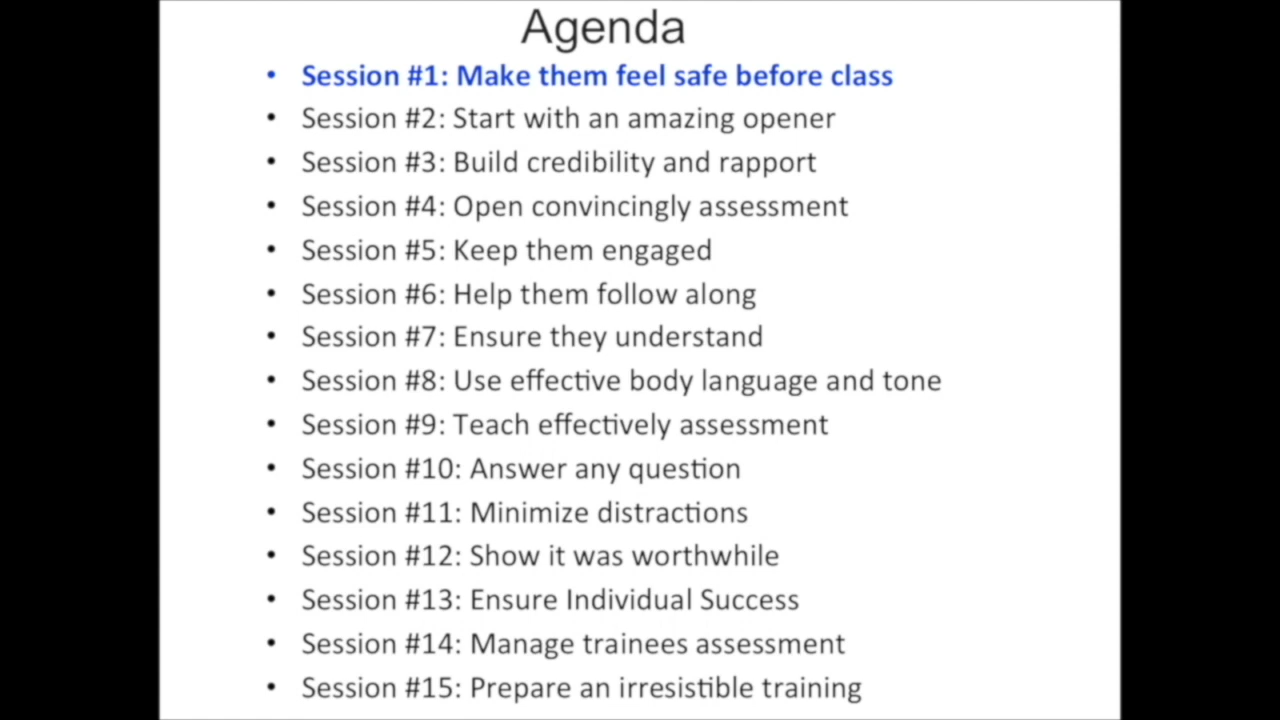 Agenda
• Session #1: Make them feel safe before class
• Session #2: Start with an amazing opener
• Session #3: Build credibility and rapport
• Session #4: Open convincingly assessment
• Session #5: Keep them engaged
• Session #6: Help them follow along
• Session #7: Ensure they understand
• Session #8: Use effective body language and tone
• Session #9: Teach effectively assessment
• Session #10: Answer any question
• Session #11: Minimize distractions
• Session #12: Show it was worthwhile
• Session #13: Ensure Individual Success
• Session #14: Manage trainees assessment
• Session #15: Prepare an irresistible training